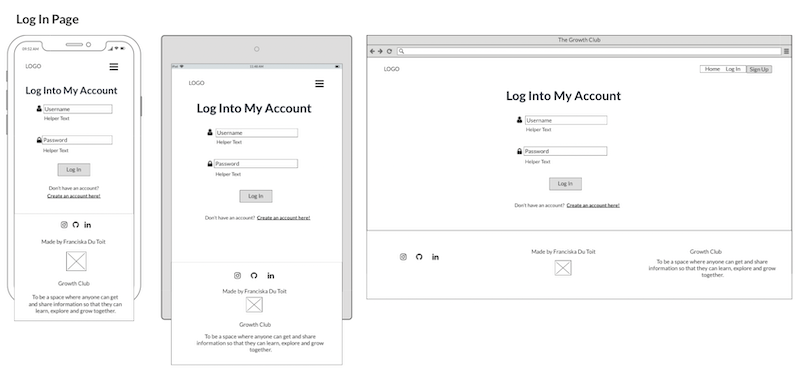 Log In Page
09:12 AM
LOGO
Log Into My Account
Username
Helper Text
Password
Helper Text
Log In
Don't have an account?
Create an account here!
Made by Franciska Du Toit
Growth Club
To be a space where anyone can get
and share information so that they can
learn, explore and grow together.
LOGO
Log Into My Account
Username
Helper Text
Password
Helper Text
Log In
Don't have an account? Create an account here!
Made by Franciska Du Toit
Growth Club
To be a space where anyone can get and share
information so that they can learn, explore and grow
together.
The Growth Club
LOGO
Home Log In Sign Up
Log Into My Account
Username
Helper Text
Password
Helper Text
Log In
Don't have an account? Create an account here!
Made by Franciska Du Toit
Growth Club
To be a space where anyone can get and share
information so that they can learn, explore and grow
together.